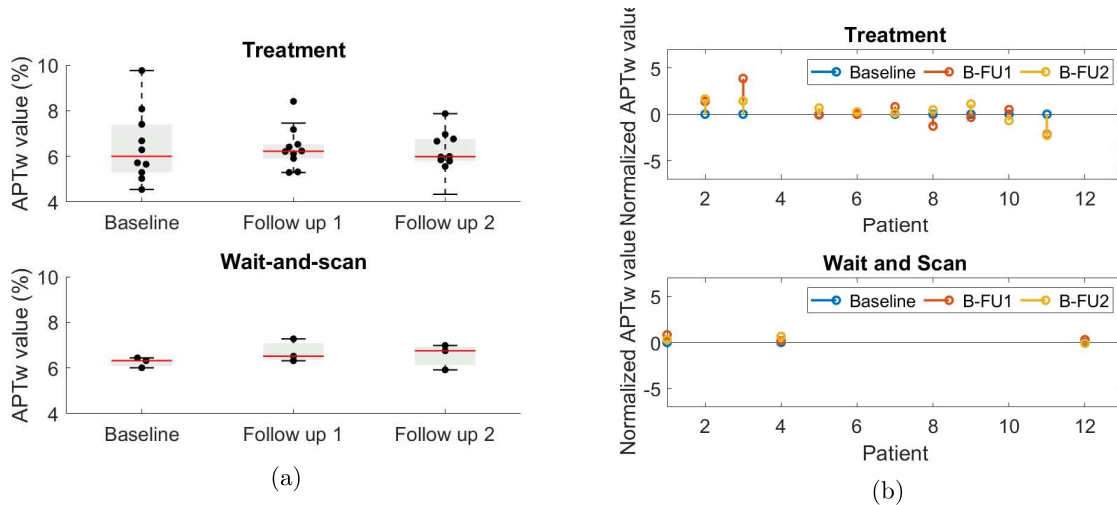 Treatment
APTw value (%)
10
8
6
4
Baseline
Follow up 1
Follow up 2
Wait-and-scan
APTw value (%)
10
8
6
4
Baseline
Follow up 1
Follow up 2
(a)
Treatment
Normalized APTw value
5
0
-5
Baseline
B-FU1
B-FU2
2
4
6
8
10
12
Patient
Wait and Scan
Normalized APTw value
5
0
-5
Baseline
B-FU1
B-FU2
2
4
6
8
10
12
Patient
(b)